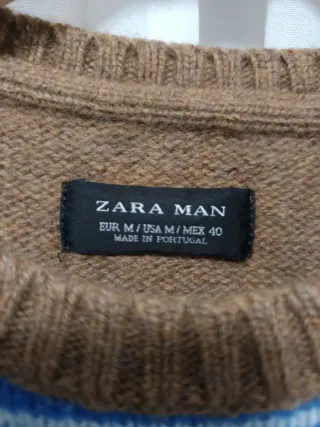 ZARA MAN
EUR M / USA M / MEX 40
MADE IN PORTUGAL